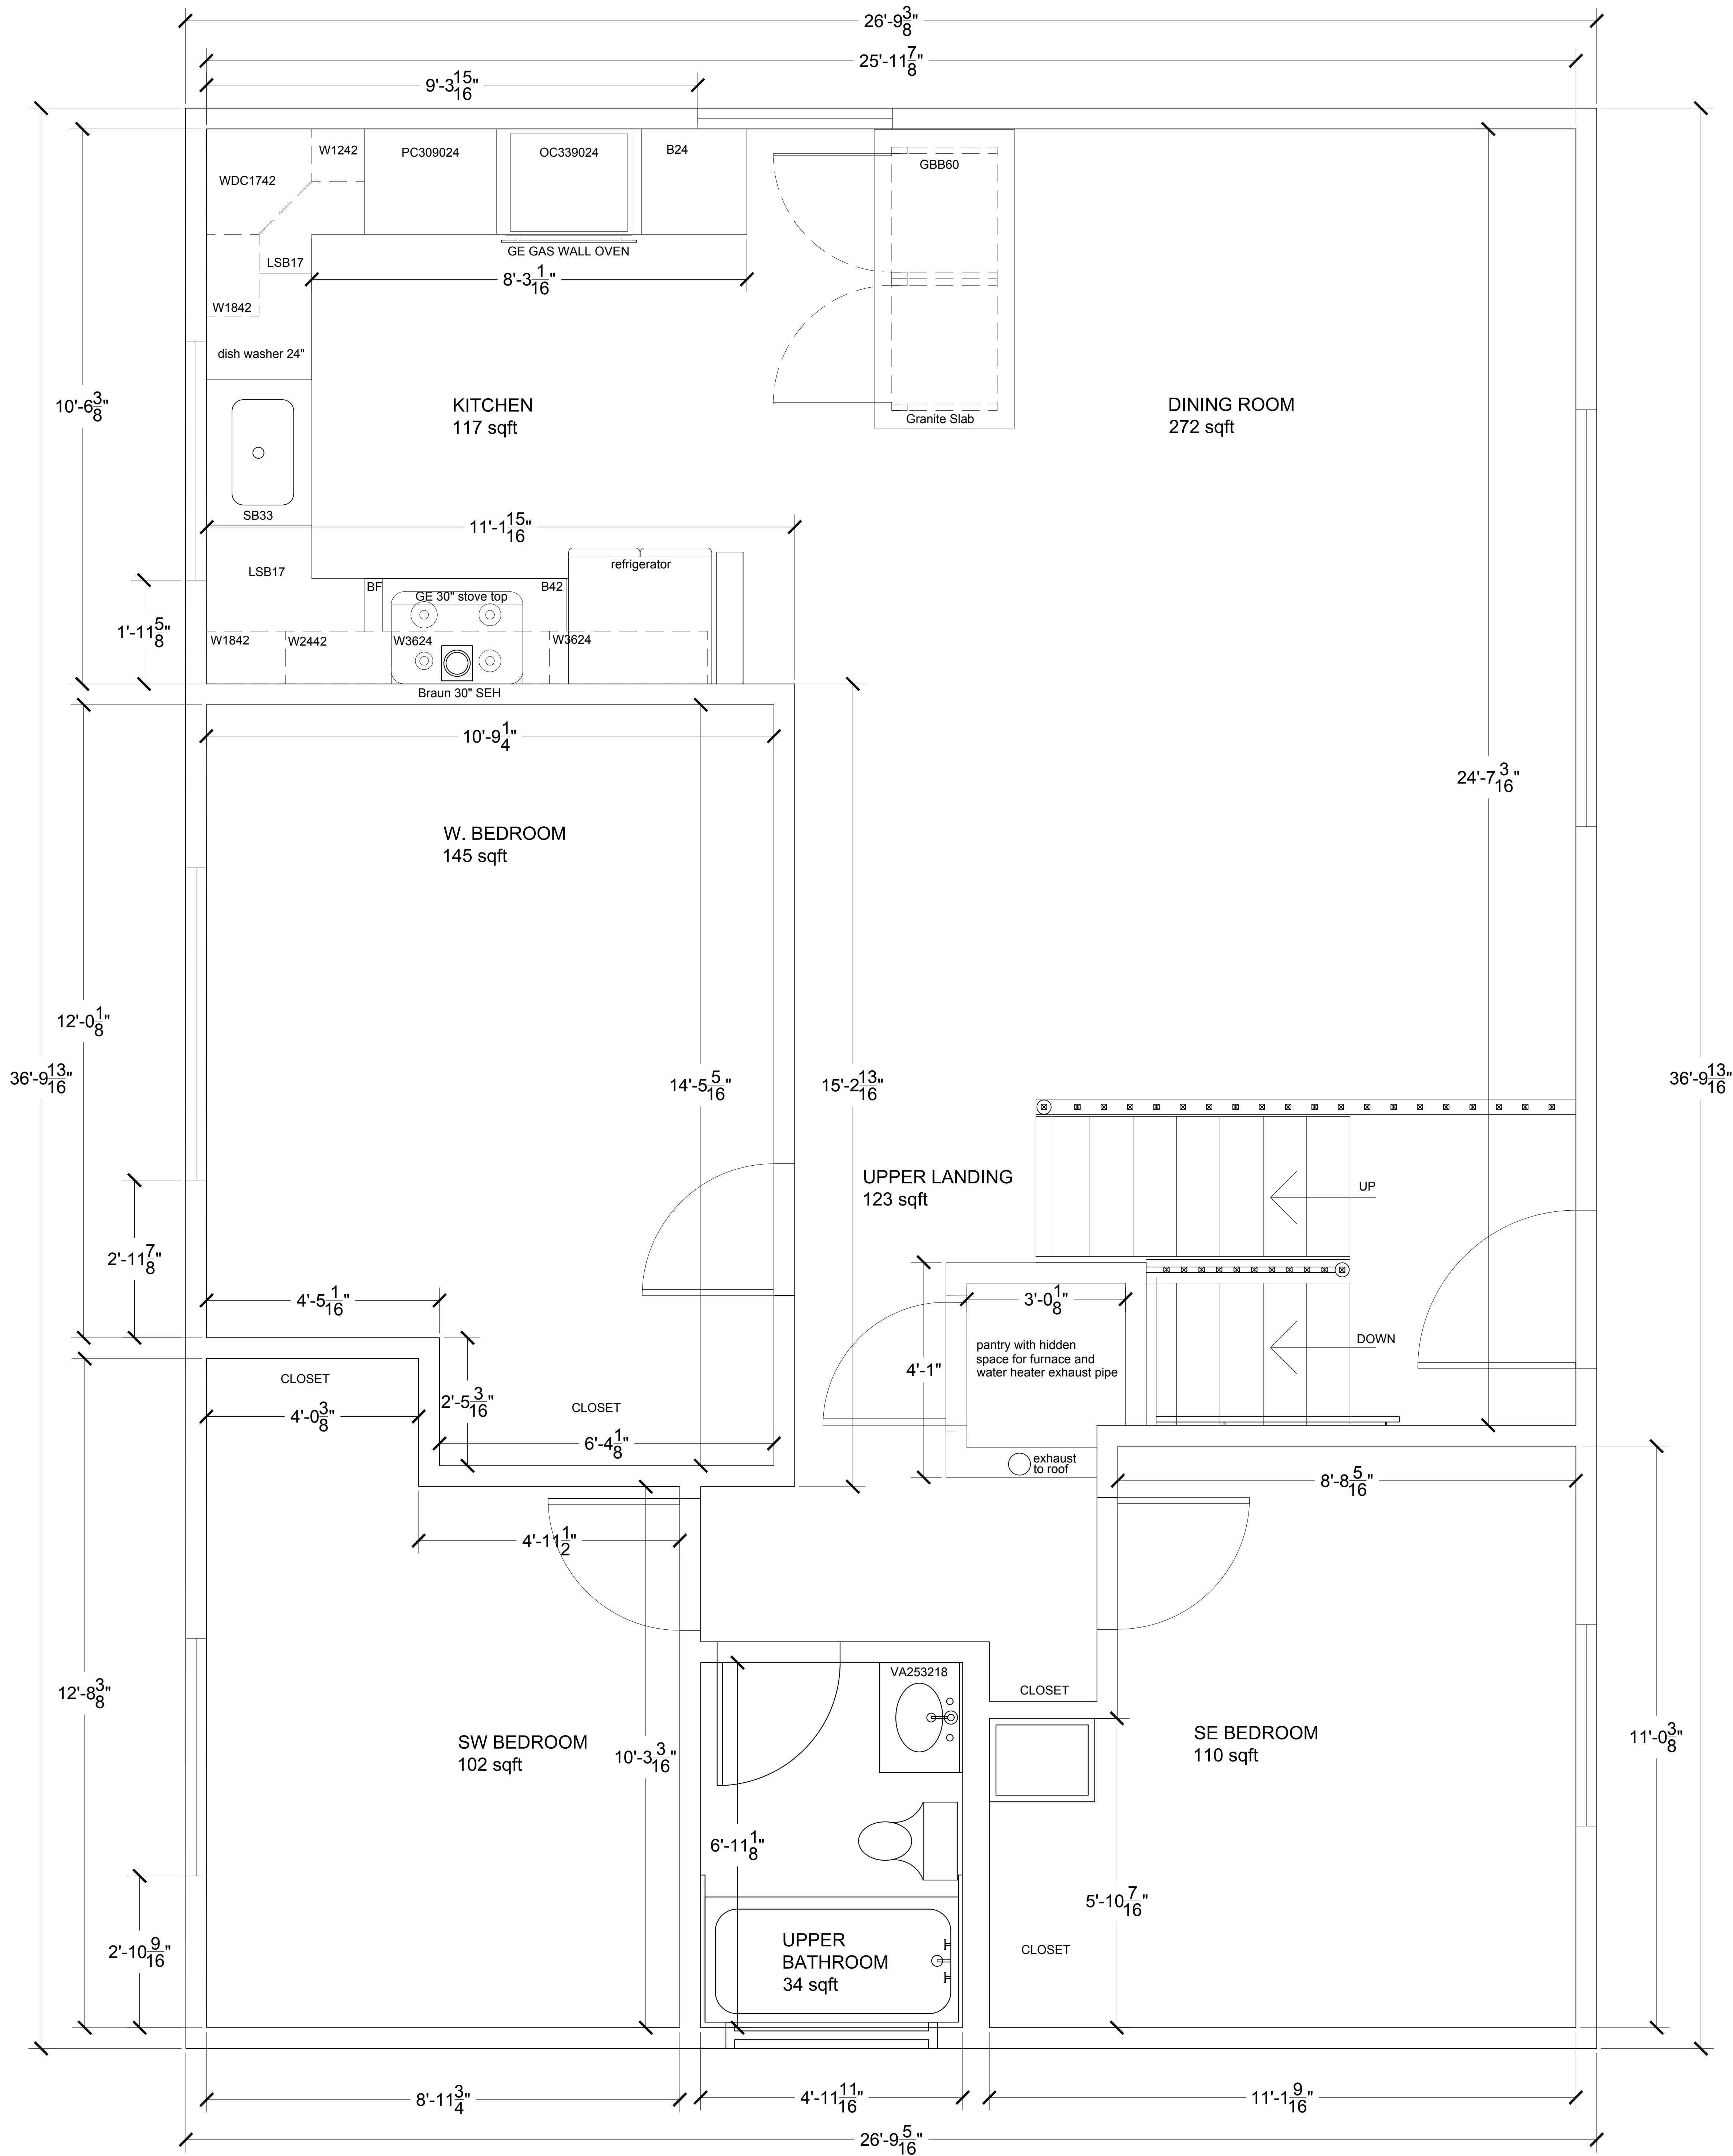 26'-9 3/8"
25'-11 7/8"
9'-3 15/16"
W1242
PC309024
OC339024
B24
GBB60
WDC1742
GE GAS WALL OVEN
LSB17
8'-3 1/16"
W1842
dish washer 24"
10'-6 3/8"
KITCHEN
117 sqft
Granite Slab
DINING ROOM
272 sqft
SB33
11'-1 15/16"
LSB17
refrigerator
BF
B42
GE 30" stove top
1'-11 5/8"
W1842
W2442
W3624
W3624
Braun 30" SEH
10'-9 1/4"
24'-7 3/16"
W. BEDROOM
145 sqft
12'-0 1/8"
36'-9 13/16"
14'-5 5/16"
15'-2 13/16"
36'-9 13/16"
UPPER LANDING
123 sqft
UP
2'-11 7/8"
4'-5 1/16"
3'-0 1/8"
DOWN
pantry with hidden
space for furnace and
water heater exhaust pipe
4'-1"
CLOSET
2'-5 3/16"
4'-0 3/8"
CLOSET
6'-4 1/8"
exhaust
to roof
8'-8 5/16"
4'-11 1/2"
VA253218
CLOSET
12'-8 3/8"
SW BEDROOM
102 sqft
10'-3 3/16"
SE BEDROOM
110 sqft
11'-0 3/8"
6'-11 1/8"
5'-10 7/16"
2'-10 9/16"
UPPER
BATHROOM
34 sqft
CLOSET
8'-11 3/4"
4'-11 11/16"
11'-1 9/16"
26'-9 5/16"